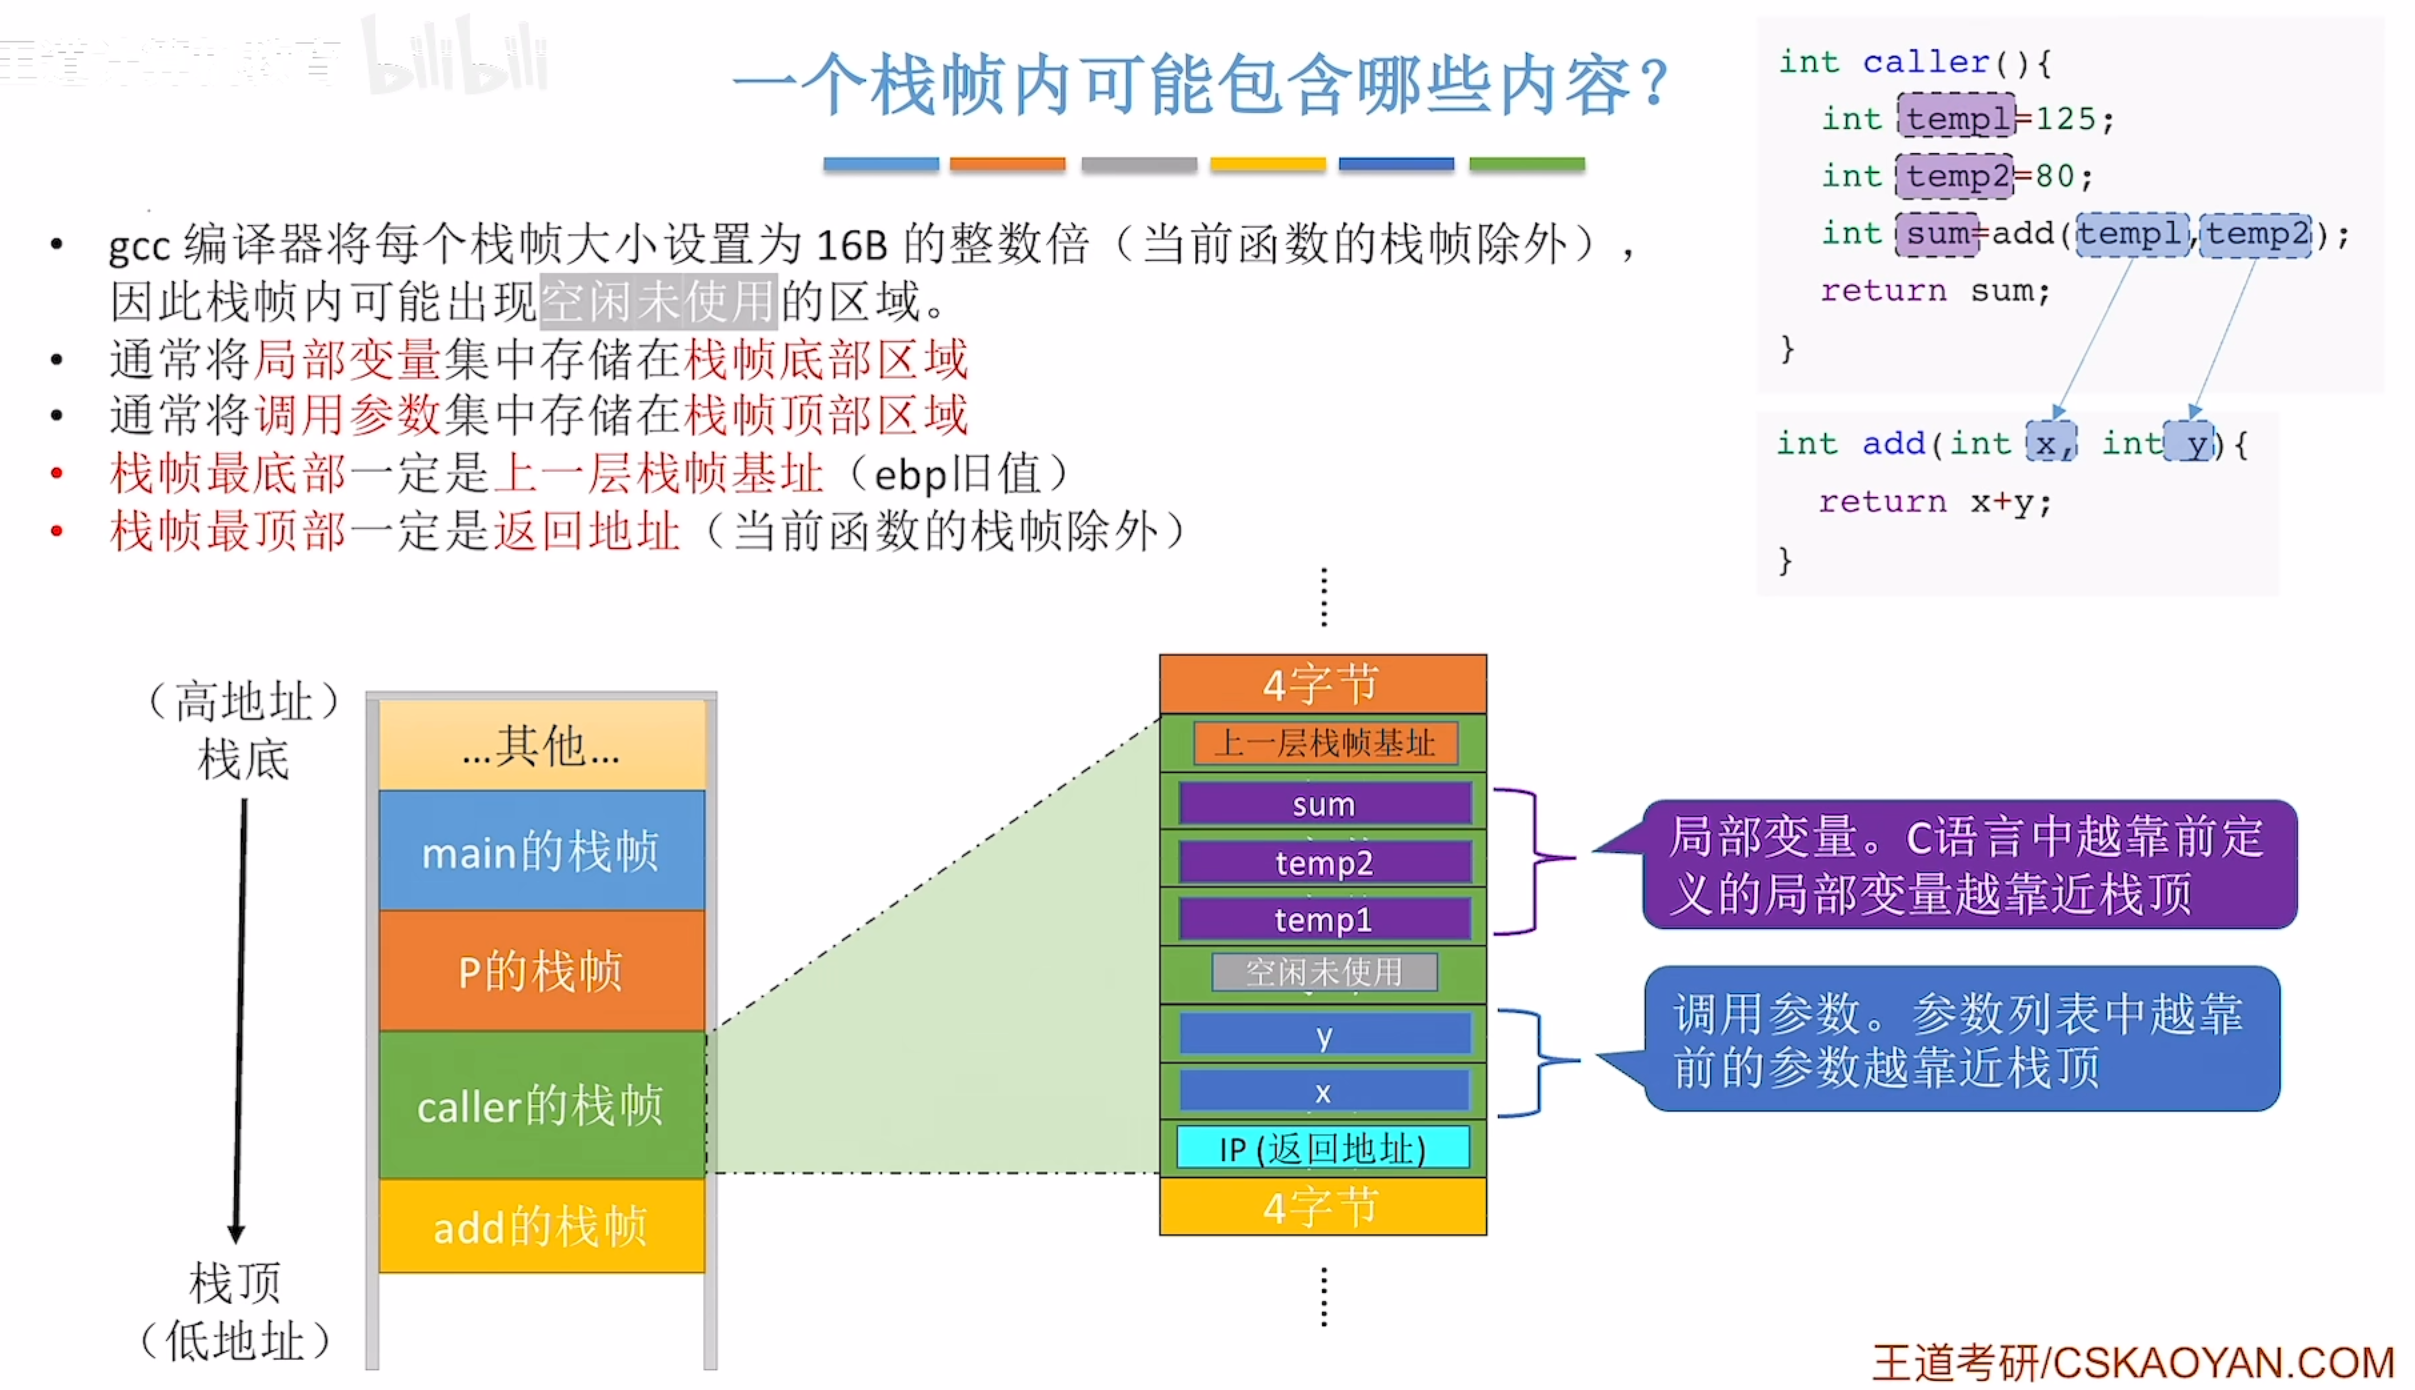 bilibili
一个栈帧内可能包含哪些内容？
• gcc 编译器将每个栈帧大小设置为 16B 的整数倍（当前函数的栈帧除外），
因此栈帧内可能出现空闲未使用的区域。
• 通常将局部变量集中存储在栈帧底部区域
• 通常将调用参数集中存储在栈帧顶部区域
• 栈帧最底部一定是上一层栈帧基址（ebp旧值）
• 栈帧最顶部一定是返回地址（当前函数的栈帧除外）
int caller(){
int temp1=125;
int temp2=80;
int sum=add(temp1,temp2);
return sum;
}
int add(int x, int y){
return x+y;
}
（高地址）
栈底
栈顶
（低地址）
...其他...
main的栈帧
P的栈帧
caller的栈帧
add的栈帧
4字节
上一层栈帧基址
sum
temp2
temp1
空闲未使用
y
x
IP (返回地址)
4字节
局部变量。C语言中越靠前定
义的局部变量越靠近栈顶
调用参数。参数列表中越靠
前的参数越靠近栈顶
王道考研/CSKAOYAN.COM